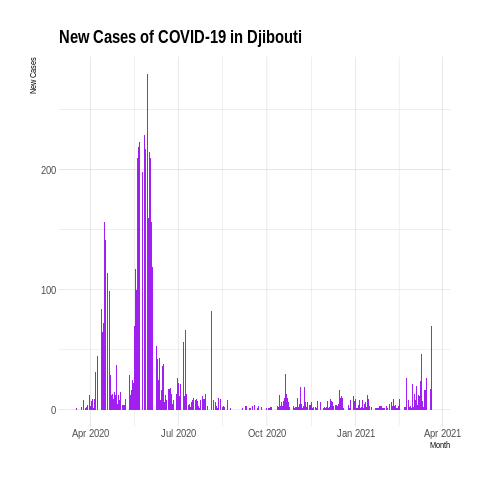 New Cases of COVID-19 in Djibouti
New Cases
200
100
0
Apr 2020
Jul 2020
Oct 2020
Jan 2021
Apr 2021
Month